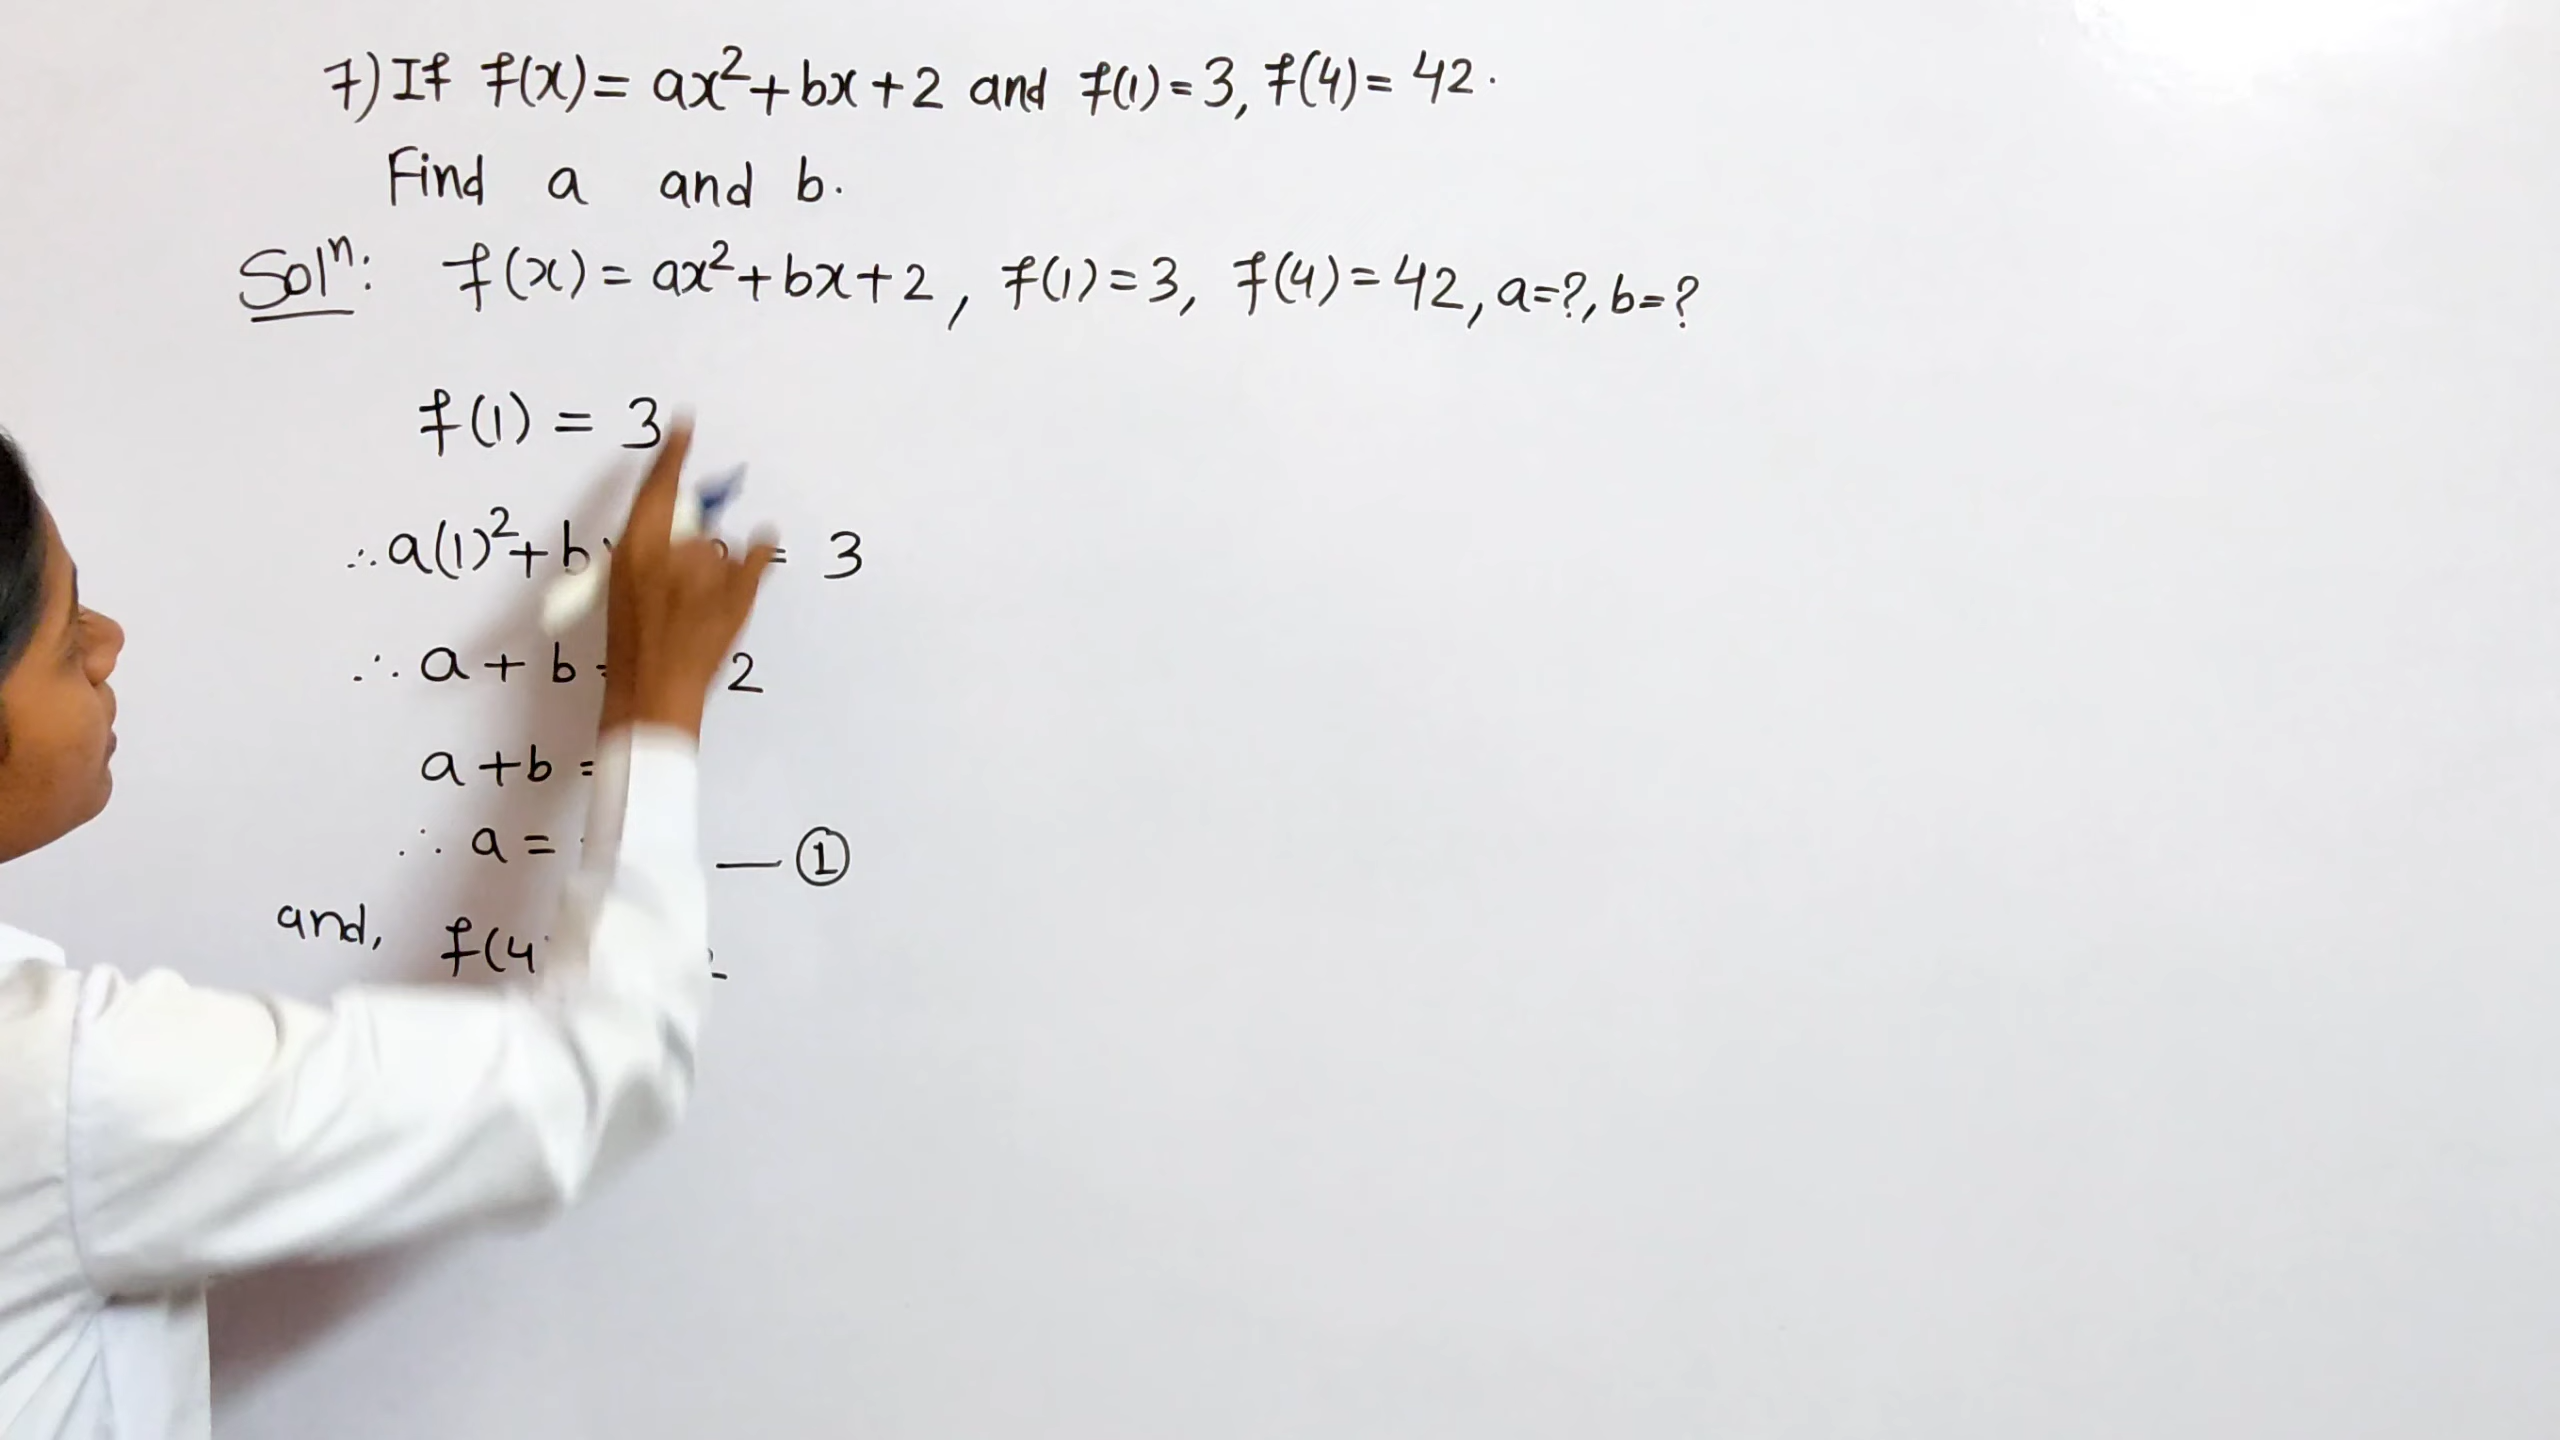 7) If f(x) = ax²+bx+2 and f(1)=3, f(4)= 42.
Find a and b.
Solⁿ: f(x) = ax²+bx+2, f(1)=3, f(4)=42, a=?, b=?
f(1) = 3
∴ a(1)²+b = 3
∴ a + b = 2
a+b =
∴ a = — ①
and, f(4